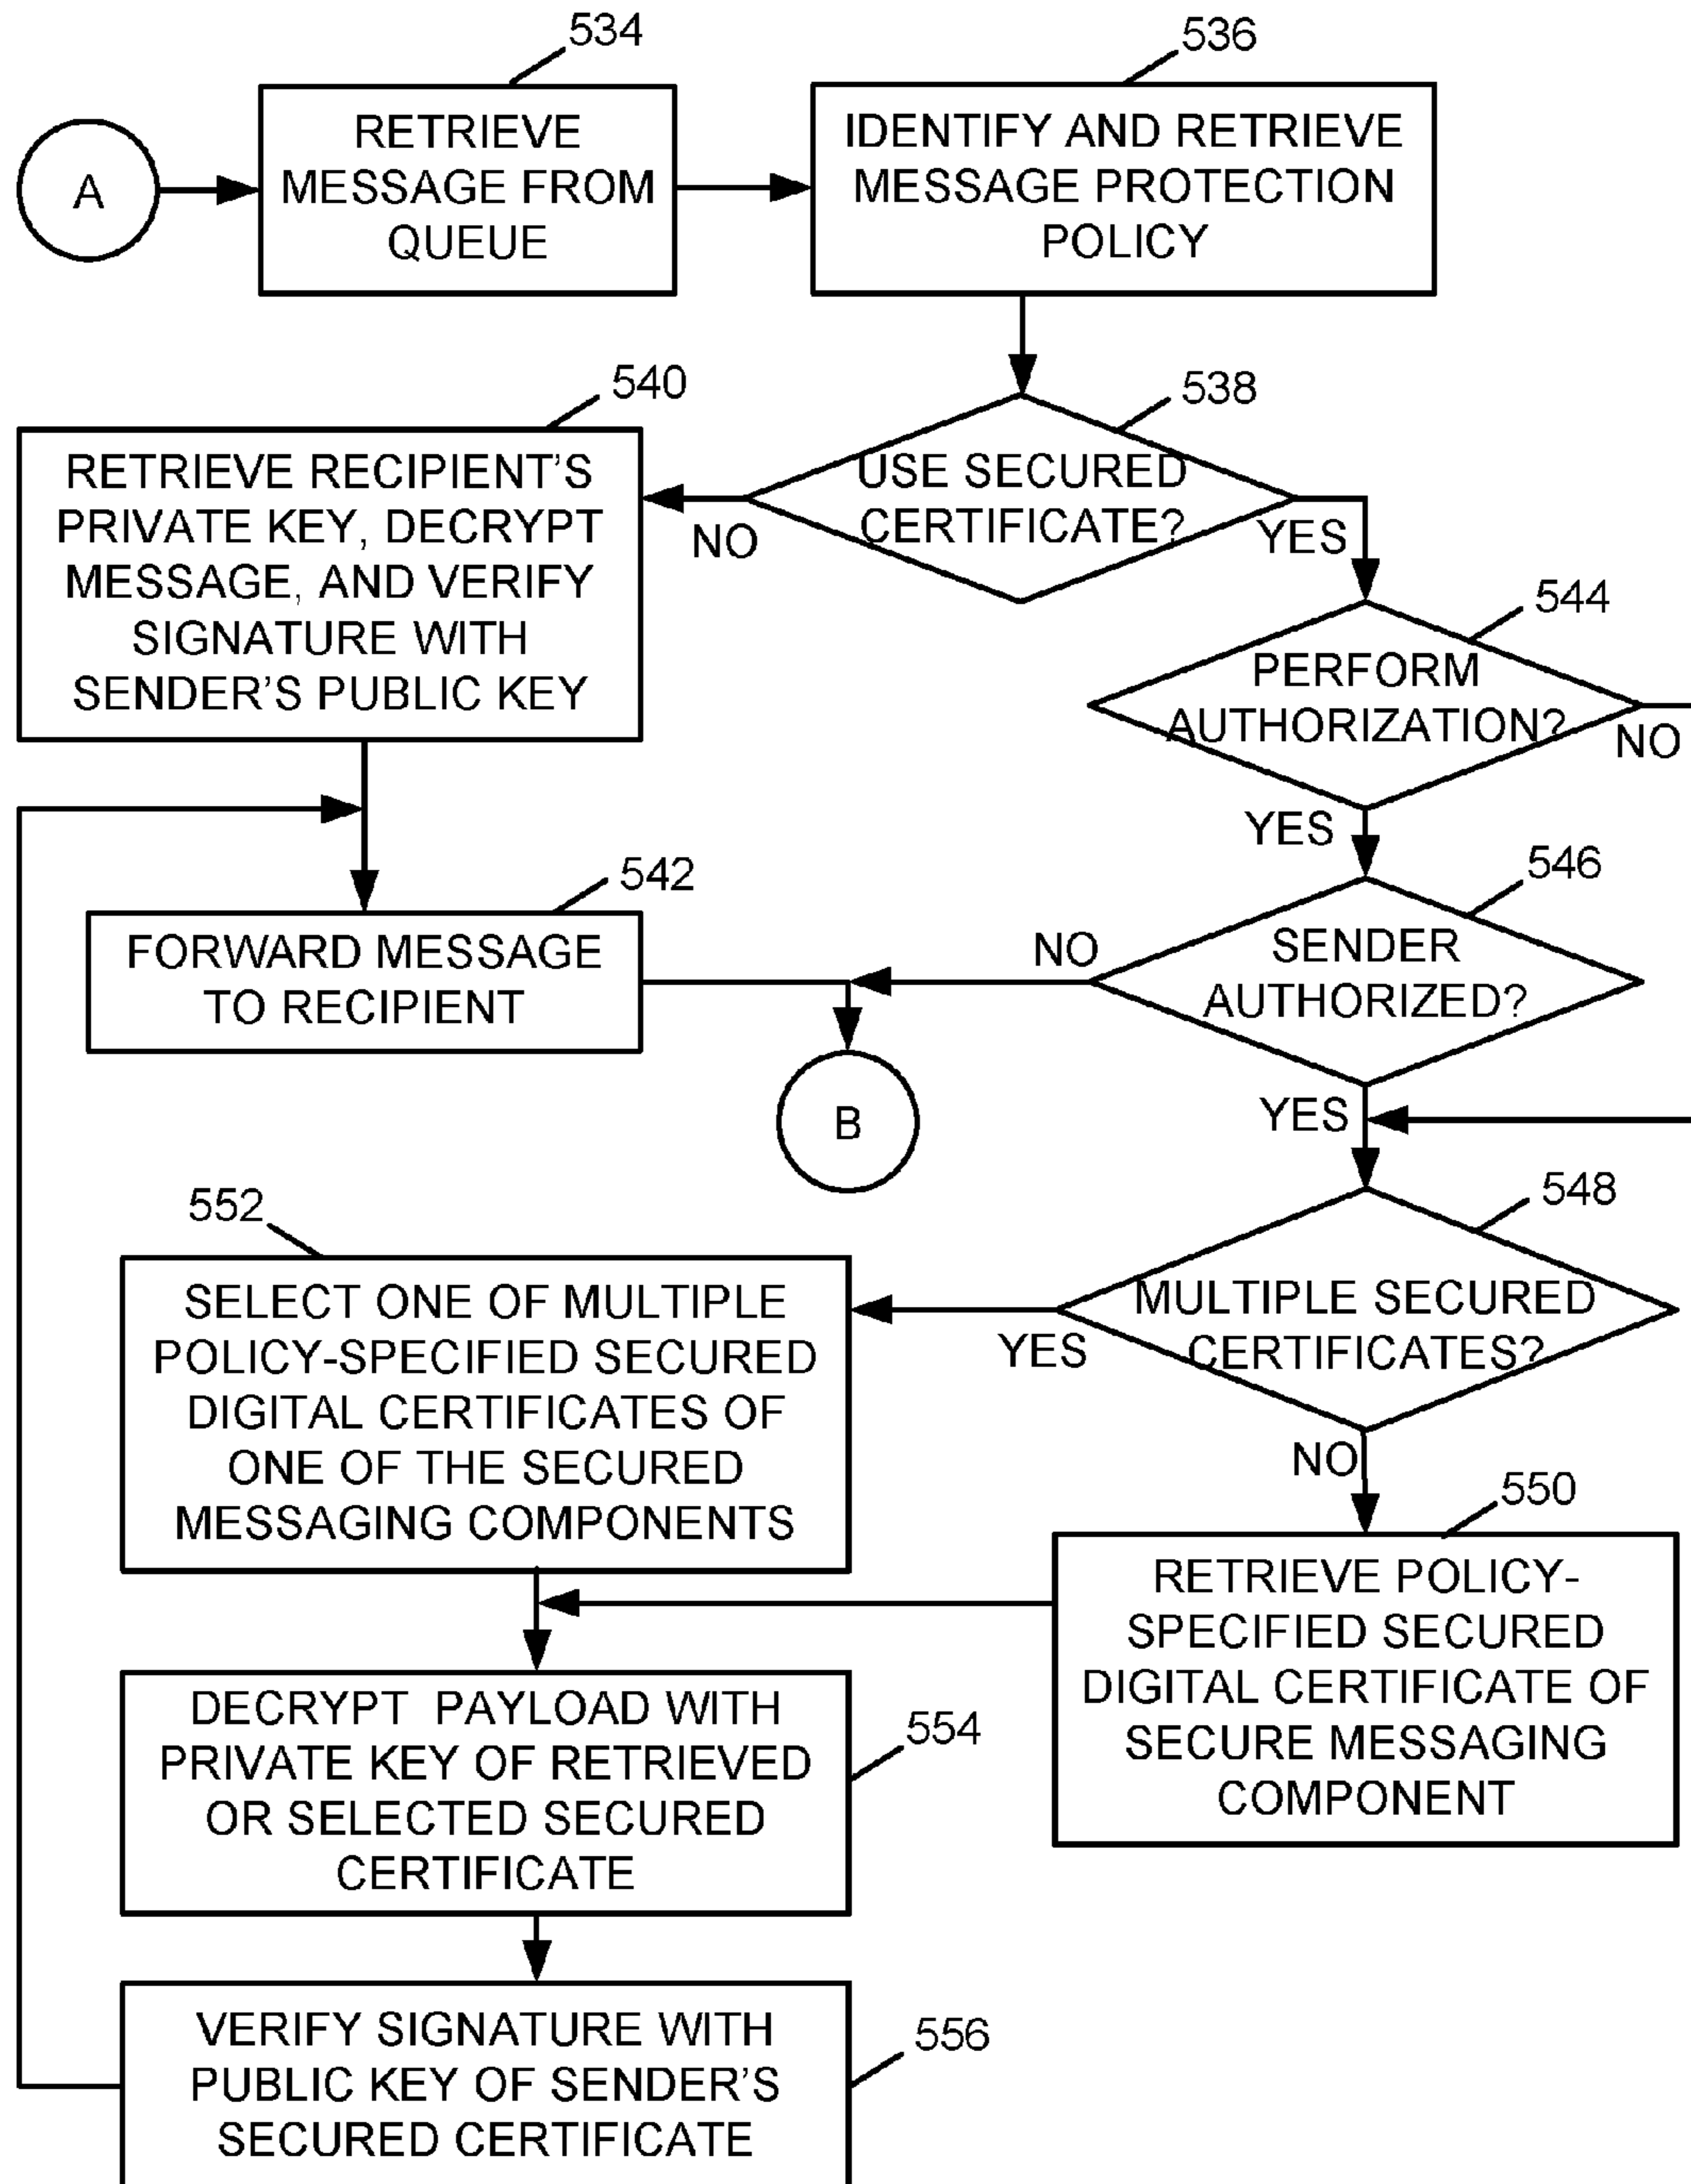 534
536
A
RETRIEVE
MESSAGE FROM
QUEUE
IDENTIFY AND RETRIEVE
MESSAGE PROTECTION
POLICY
540
538
RETRIEVE RECIPIENT'S
PRIVATE KEY, DECRYPT
MESSAGE, AND VERIFY
SIGNATURE WITH
SENDER'S PUBLIC KEY
USE SECURED
CERTIFICATE?
NO
YES
544
PERFORM
AUTHORIZATION?
NO
YES
542
546
FORWARD MESSAGE
TO RECIPIENT
NO
SENDER
AUTHORIZED?
B
YES
552
548
SELECT ONE OF MULTIPLE
POLICY-SPECIFIED SECURED
DIGITAL CERTIFICATES OF
ONE OF THE SECURED
MESSAGING COMPONENTS
MULTIPLE SECURED
CERTIFICATES?
YES
NO
550
RETRIEVE POLICY-
SPECIFIED SECURED
DIGITAL CERTIFICATE OF
SECURE MESSAGING
COMPONENT
DECRYPT PAYLOAD WITH
PRIVATE KEY OF RETRIEVED
OR SELECTED SECURED
CERTIFICATE
554
VERIFY SIGNATURE WITH
PUBLIC KEY OF SENDER'S
SECURED CERTIFICATE
556